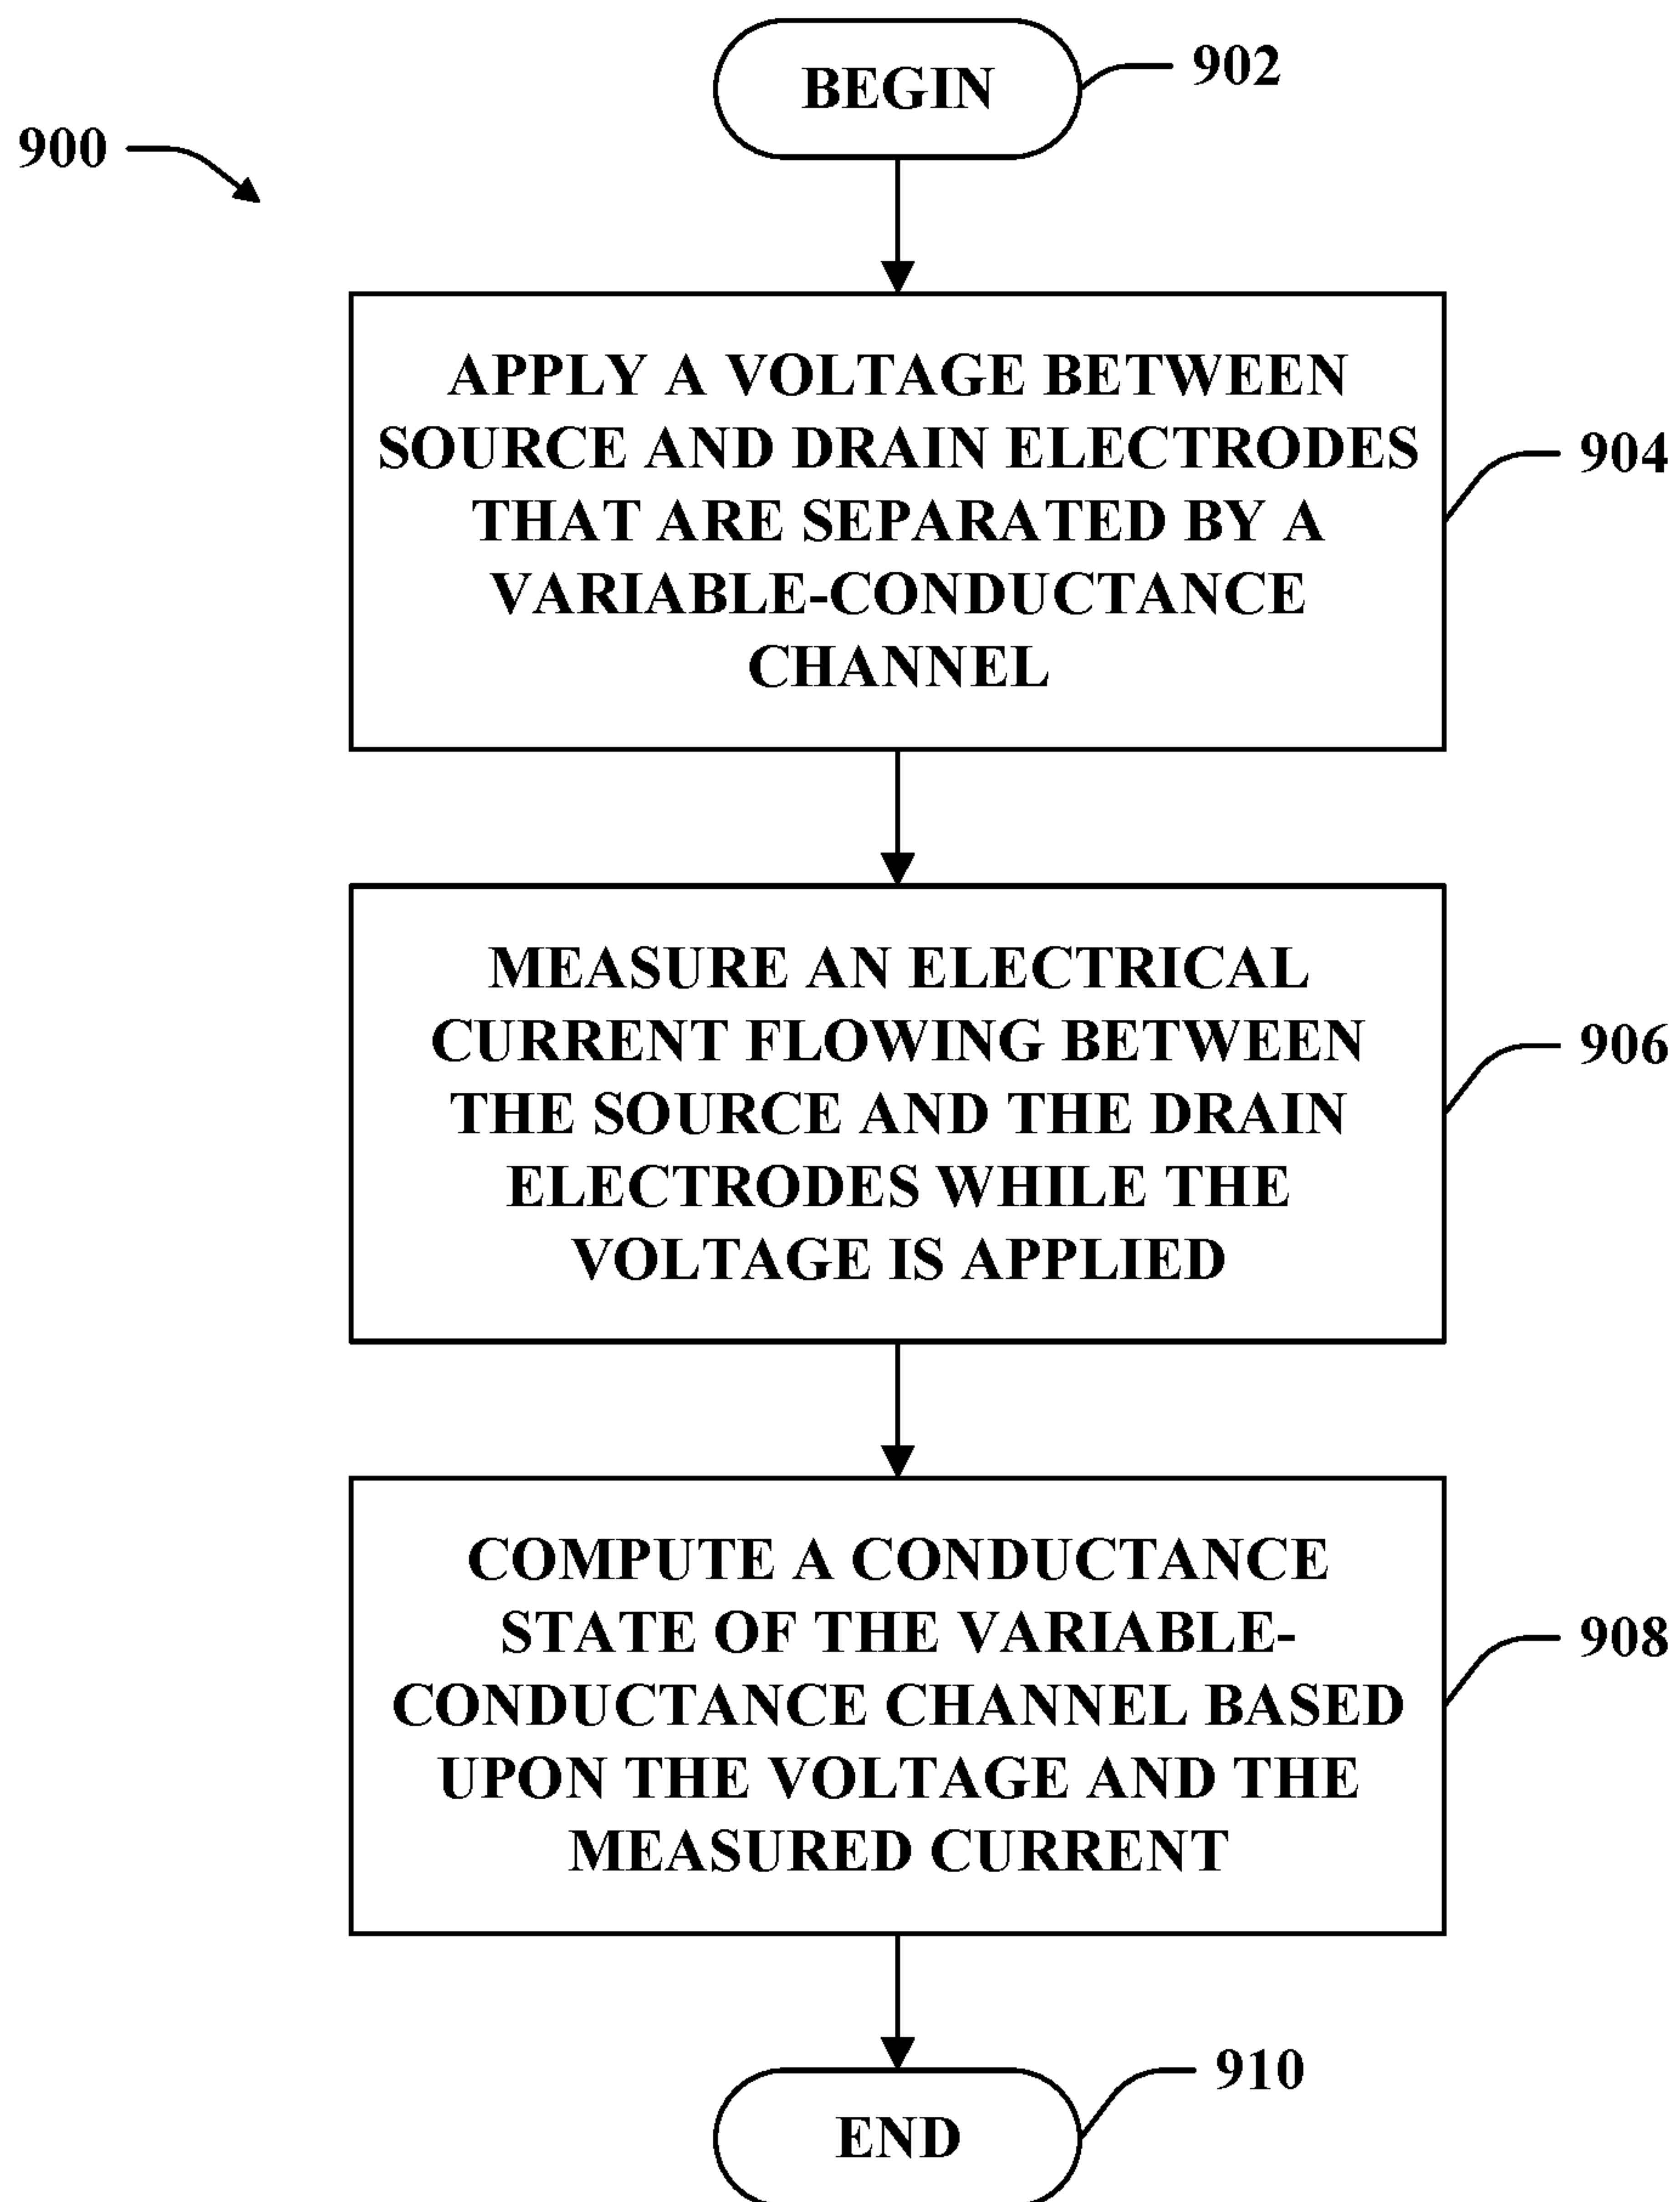 BEGIN
902
900
APPLY A VOLTAGE BETWEEN
SOURCE AND DRAIN ELECTRODES
THAT ARE SEPARATED BY A
VARIABLE-CONDUCTANCE
CHANNEL
904
MEASURE AN ELECTRICAL
CURRENT FLOWING BETWEEN
THE SOURCE AND THE DRAIN
ELECTRODES WHILE THE
VOLTAGE IS APPLIED
906
COMPUTE A CONDUCTANCE
STATE OF THE VARIABLE-
CONDUCTANCE CHANNEL BASED
UPON THE VOLTAGE AND THE
MEASURED CURRENT
908
910
END